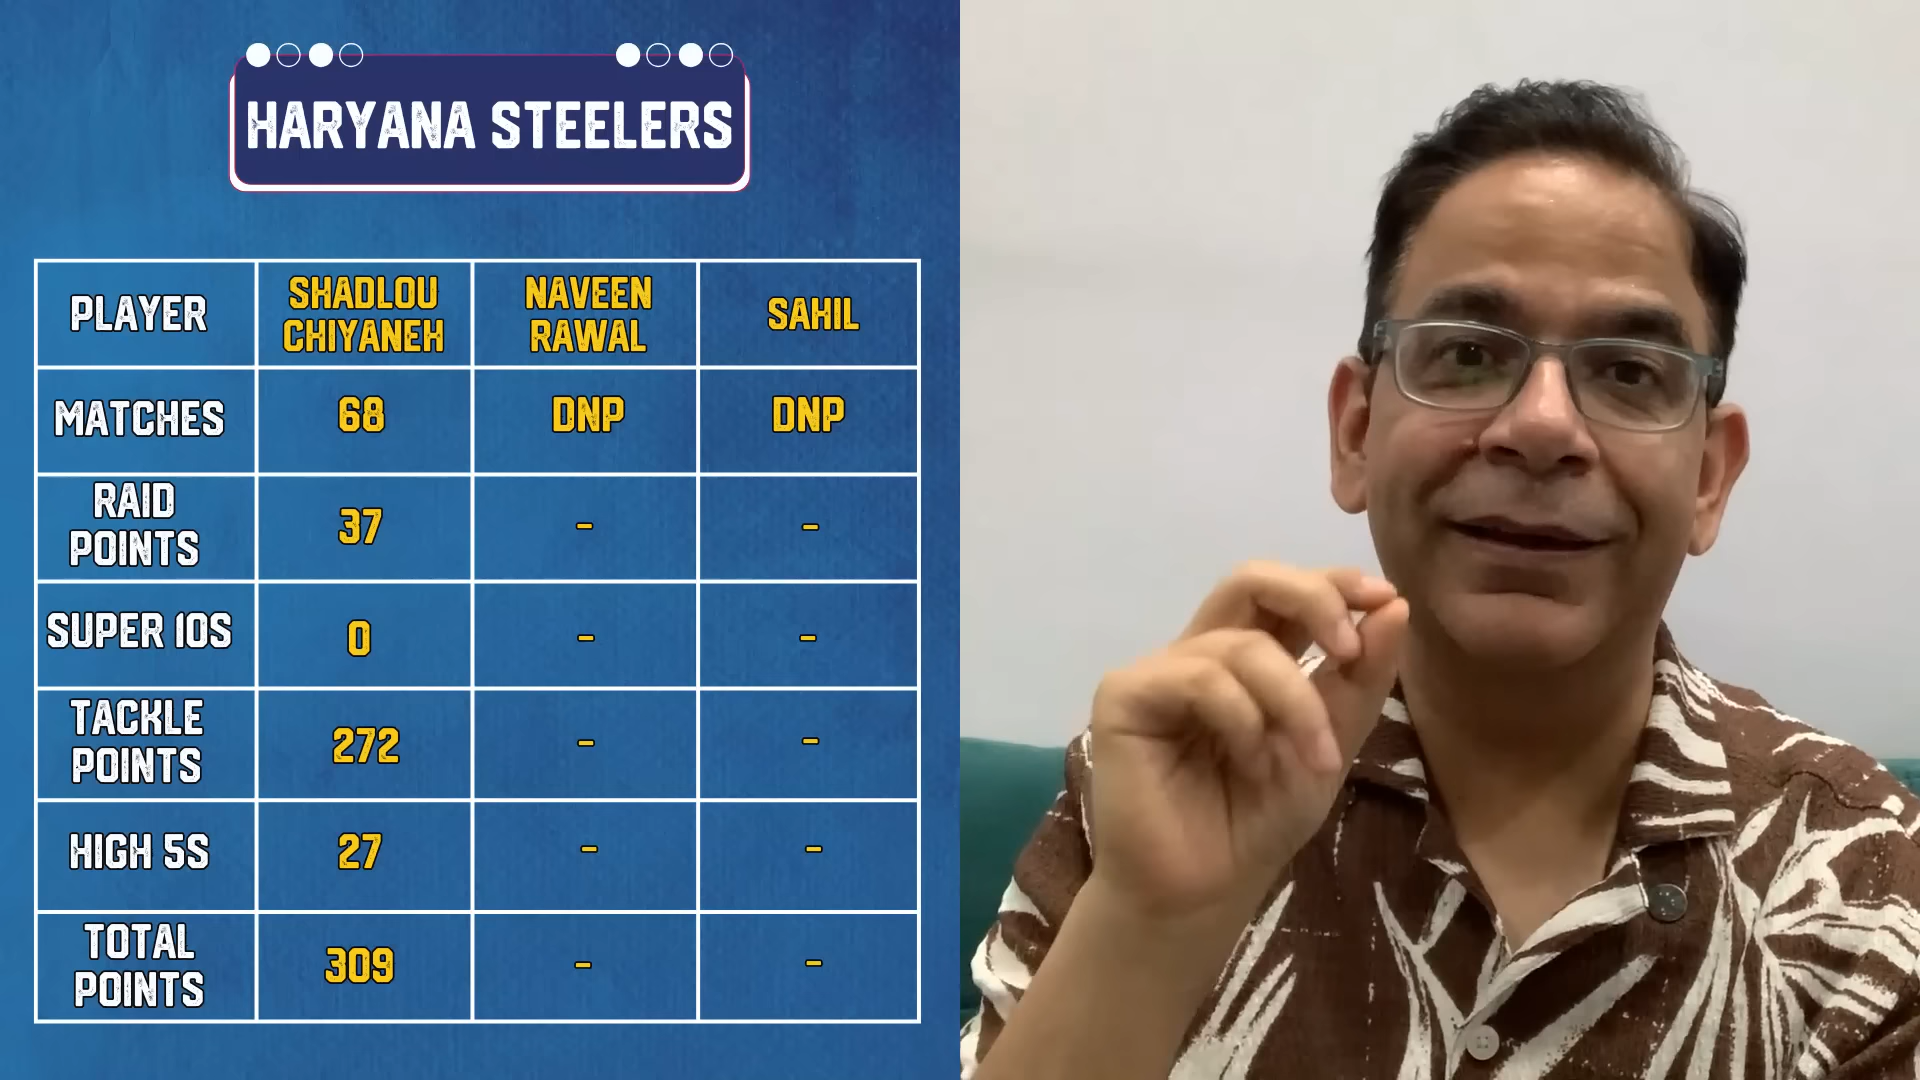 HARYANA STEELERS
PLAYER
SHADLOU
CHIYANEH
NAVEEN
RAWAL
SAHIL
MATCHES
68
DNP
DNP
RAID
POINTS
37
-
-
SUPER 10S
0
-
-
TACKLE
POINTS
272
-
-
HIGH 5S
27
-
-
TOTAL
POINTS
309
-
-